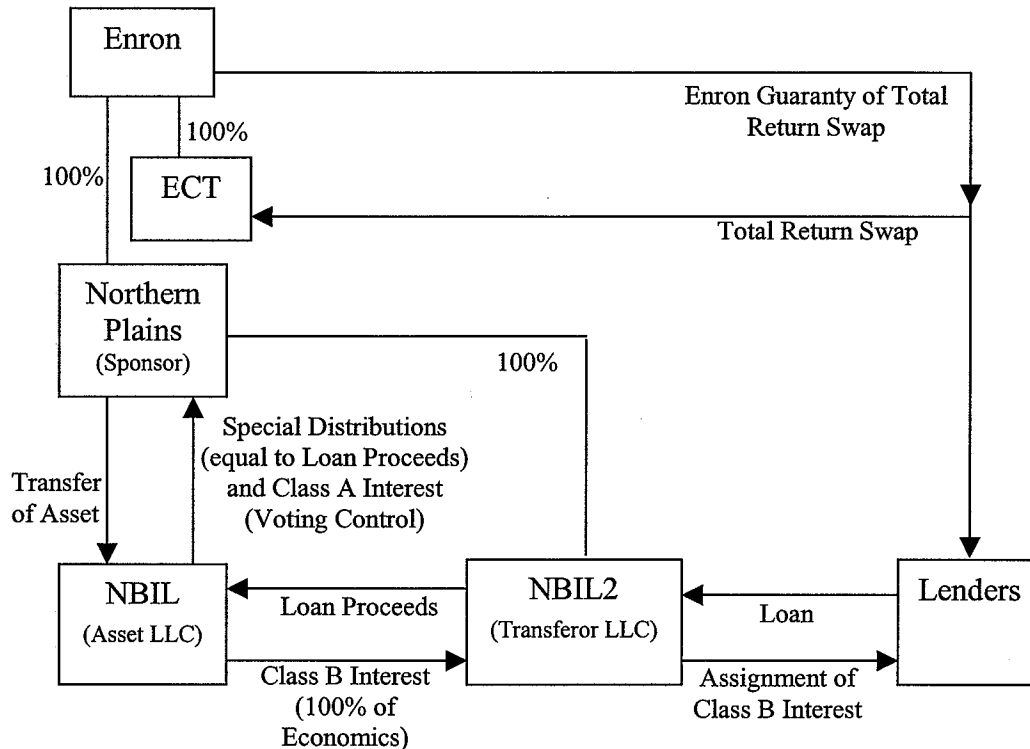 Enron
Enron Guaranty of Total
Return Swap
100%
100%
ECT
Total Return Swap
Northern
Plains
(Sponsor)
100%
Special Distributions
(equal to Loan Proceeds)
and Class A Interest
(Voting Control)
Transfer
of Asset
NBIL
(Asset LLC)
Loan Proceeds
NBIL2
(Transferor LLC)
Loan
Lenders
Class B Interest
(100% of
Economics)
Assignment of
Class B Interest